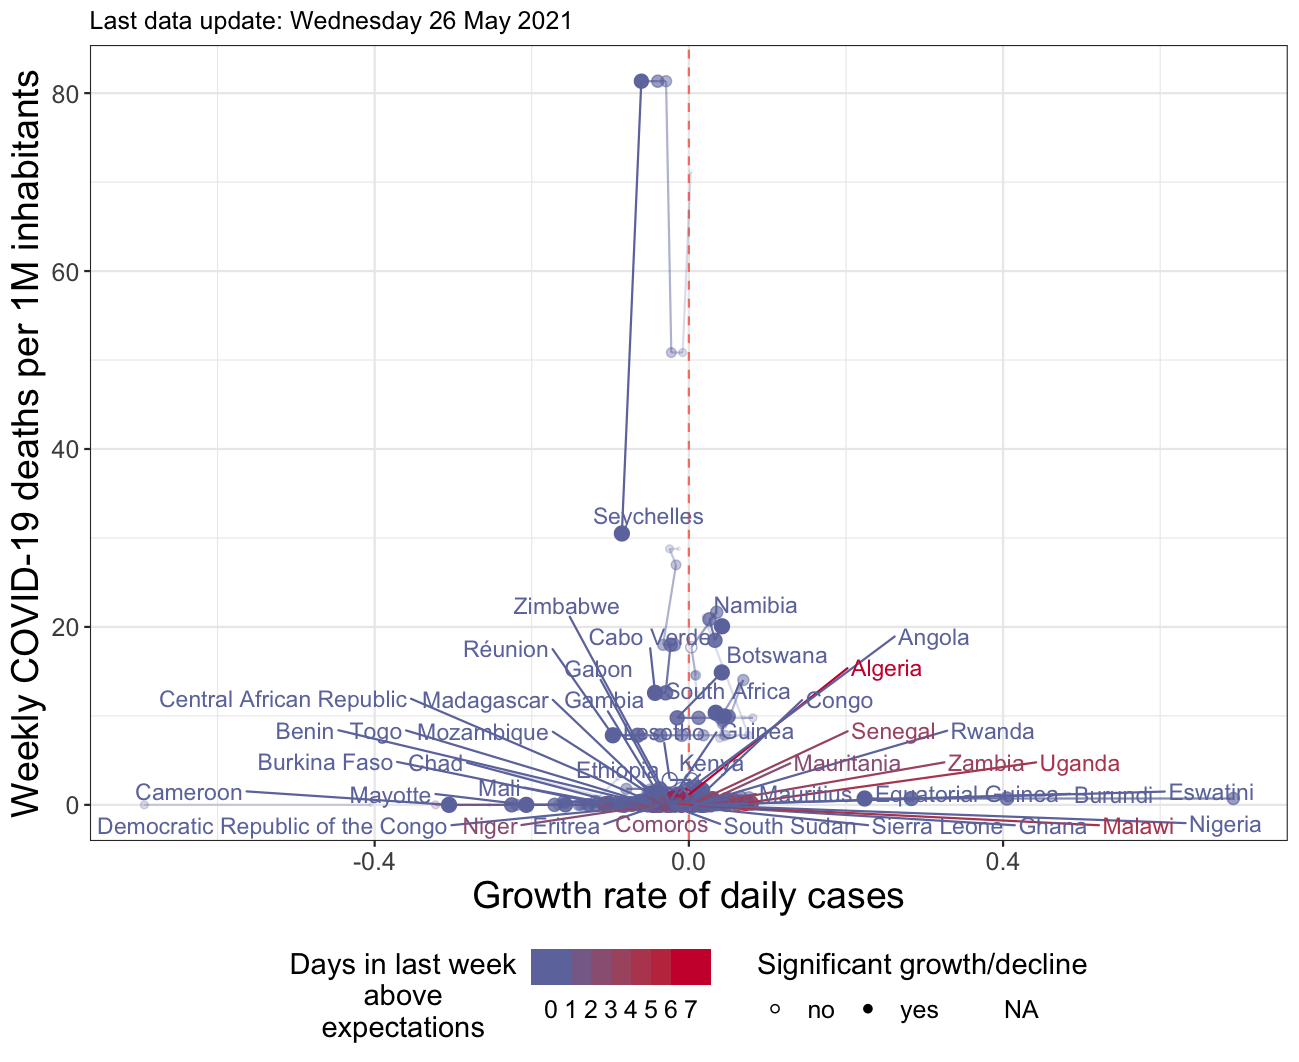 Last data update: Wednesday 26 May 2021
Weekly COVID-19 deaths per 1M inhabitants
80
60
40
20
0
Seychelles
Zimbabwe
Namibia
Cabo Verde
Angola
Réunion
Botswana
Gabon
Algeria
South Africa
Central African Republic
Madagascar
Gambia
Congo
Benin
Togo
Mozambique
Lesotho
Guinea
Senegal
Rwanda
Burkina Faso
Chad
Ethiopia
Kenya
Mauritania
Zambia
Uganda
Cameroon
Mayotte
Mali
Mauritius
Equatorial Guinea
Burundi
Eswatini
Democratic Republic of the Congo
Niger
Eritrea
Comoros
South Sudan
Sierra Leone
Ghana
Malawi
Nigeria
-0.4
0.0
0.4
Growth rate of daily cases
Days in last week
above
expectations
0 1 2 3 4 5 6 7
Significant growth/decline
no
yes
NA